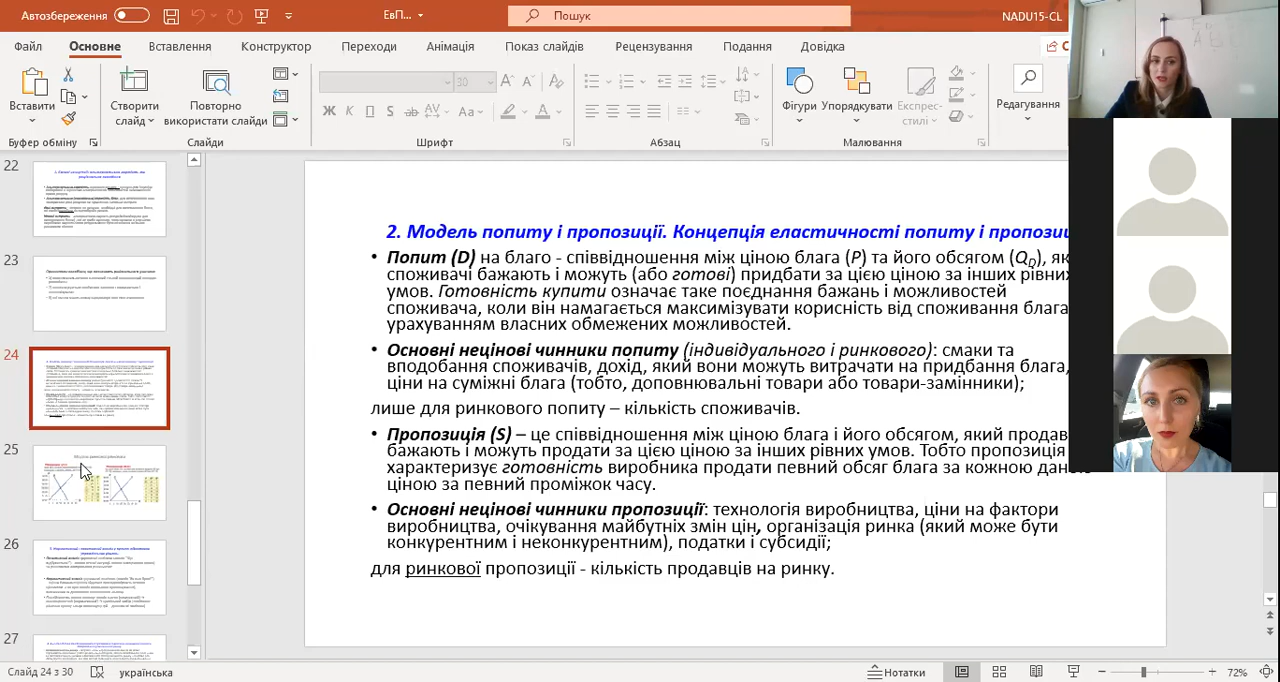 Автозбереження
ЕвП...
Пошук
NADU15-CL
Файл Основне Вставлення Конструктор Переходи Анімація Показ слайдів Рецензування Подання Довідка
Вставити
Створити слайд
Повторно використати слайди
Ж К П S ab AV Aa А
30
Фігури Упорядкувати Експрес-стилі
Редагування
Буфер обміну Слайди Шрифт Абзац Малювання
22
23
24
25
26
27
2. Модель попиту і пропозиції. Концепція еластичності попиту і пропозиц
• Попит (D) на благо - співвідношення між ціною блага (P) та його обсягом (QD), як
споживачі бажають і можуть (або готові) придбати за цією ціною за інших рівних
умов. Готовність купити означає таке поєднання бажань і можливостей
споживача, коли він намагається максимізувати корисність від споживання блага
урахуванням власних обмежених можливостей.
• Основні нецінові чинники попиту (індивідуального і ринкового): смаки та
вподобання споживачів, дохід, який вони можуть витрачати на придбання блага,
ціни на суміжні блага (тобто, доповнювальні товари або товари-замінники);
лише для ринкового попиту – кількість споживачів.
• Пропозиція (S) – це співвідношення між ціною блага і його обсягом, який продав
бажають і можуть продати за цією ціною за інших рівних умов. Тобто пропозиція
характериз є готовність виробника продати певний обсяг блага за кожною даною
ціною за певний проміжок часу.
• Основні нецінові чинники пропозиції: технологія виробництва, ціни на фактори
виробництва, очікування майбутніх змін цін, організація ринка (який може бути
конкурентним і неконкурентним), податки і субсидії;
для ринкової пропозиції - кількість продавців на ринку.
Слайд 24 з 30 українська Нотатки 72%